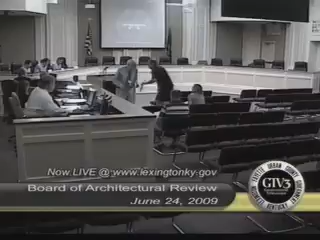 Now LIVE @ www.lexingtonky.gov
Board of Architectural Review
June 24, 2009
GTV3